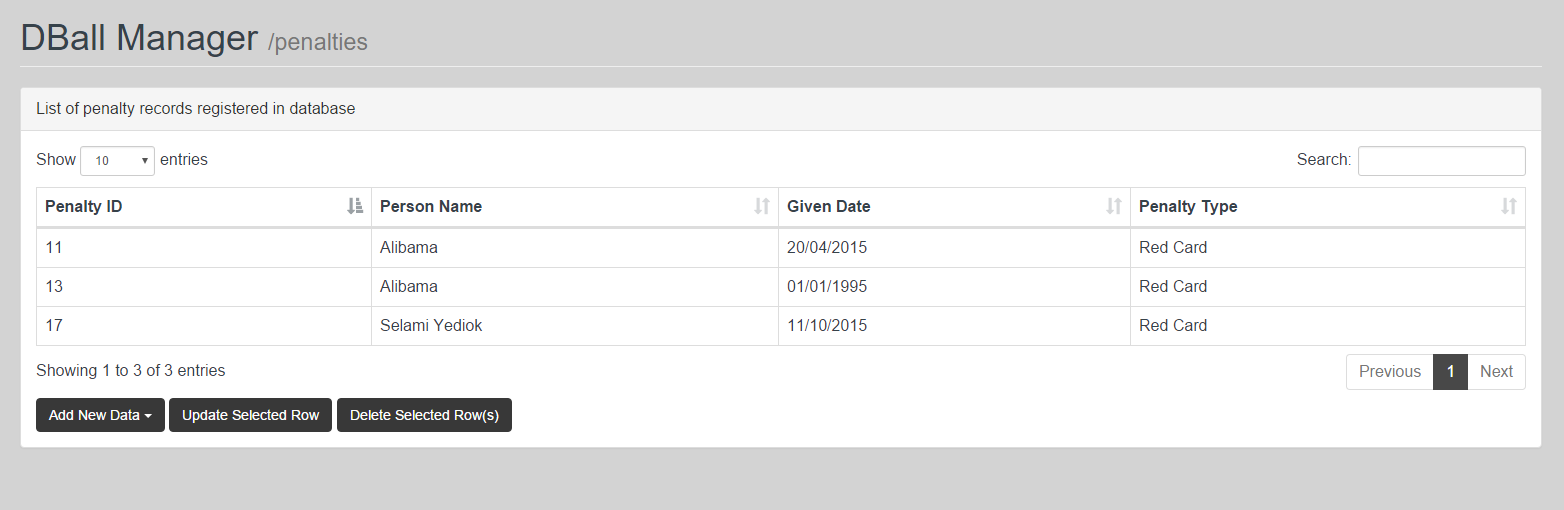 DBall Manager /penalties
List of penalty records registered in database
Show 10 entries Search:
Penalty ID Person Name Given Date Penalty Type
11 Alibama 20/04/2015 Red Card
13 Alibama 01/01/1995 Red Card
17 Selami Yediok 11/10/2015 Red Card
Showing 1 to 3 of 3 entries Previous 1 Next
Add New Data Update Selected Row Delete Selected Row(s)